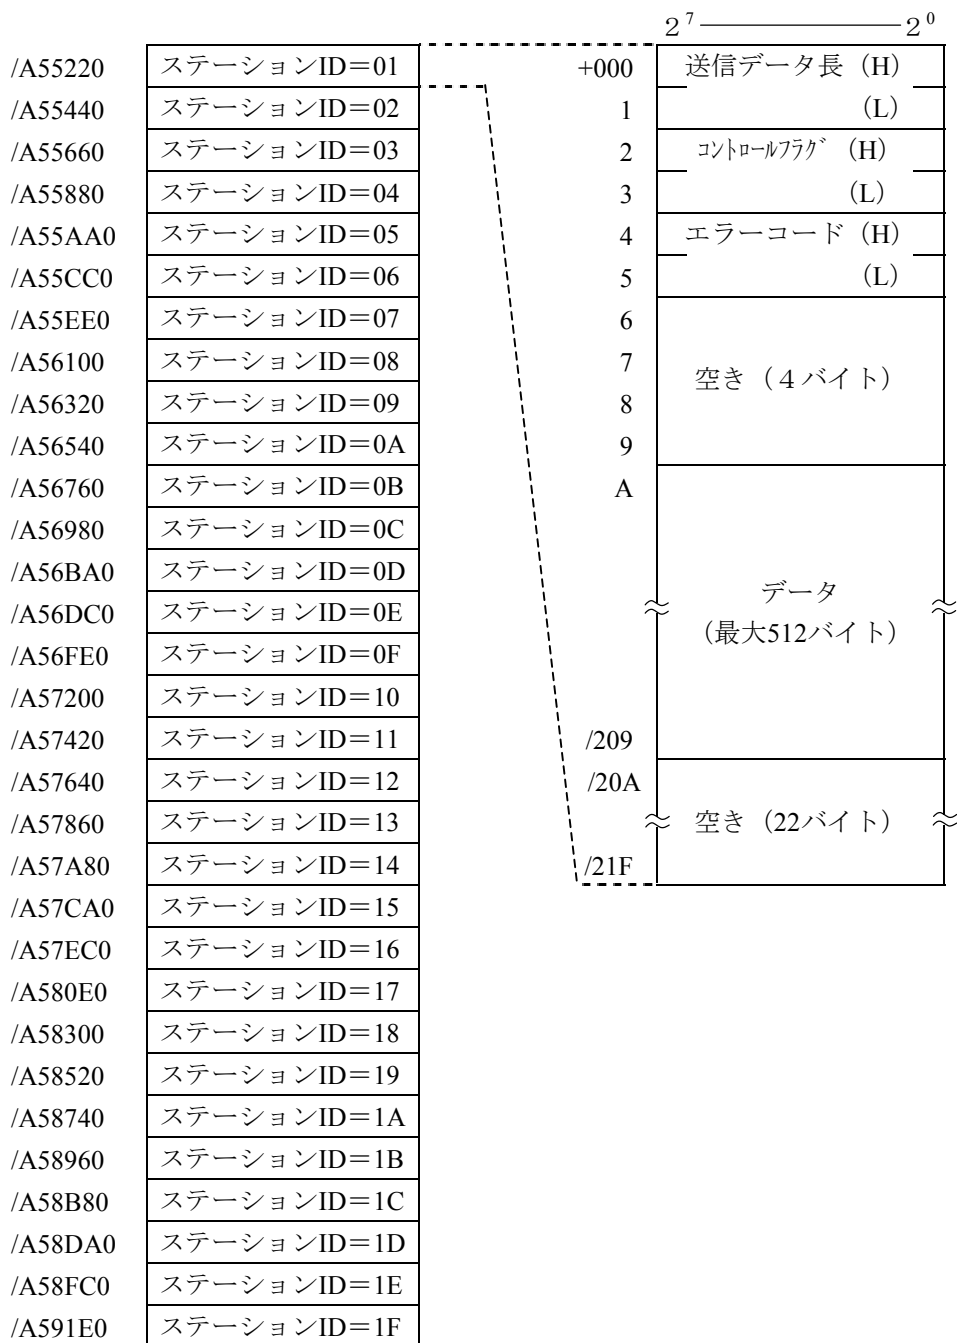 2⁷ 2⁰
/A55220 ステーションID＝01 +000 送信データ長（H）
/A55440 ステーションID＝02 1 （L）
/A55660 ステーションID＝03 2 ｺﾝﾄﾛｰﾙﾌﾗｸﾞ（H）
/A55880 ステーションID＝04 3 （L）
/A55AA0 ステーションID＝05 4 エラーコード（H）
/A55CC0 ステーションID＝06 5 （L）
/A55EE0 ステーションID＝07 6
/A56100 ステーションID＝08 7
空き（４バイト）
/A56320 ステーションID＝09 8
/A56540 ステーションID＝0A 9
/A56760 ステーションID＝0B A
/A56980 ステーションID＝0C
/A56BA0 ステーションID＝0D
データ
/A56DC0 ステーションID＝0E
（最大512バイト）
/A56FE0 ステーションID＝0F
/A57200 ステーションID＝10
/A57420 ステーションID＝11 /209
/A57640 ステーションID＝12 /20A
/A57860 ステーションID＝13 空き（22バイト）
/A57A80 ステーションID＝14 /21F
/A57CA0 ステーションID＝15
/A57EC0 ステーションID＝16
/A580E0 ステーションID＝17
/A58300 ステーションID＝18
/A58520 ステーションID＝19
/A58740 ステーションID＝1A
/A58960 ステーションID＝1B
/A58B80 ステーションID＝1C
/A58DA0 ステーションID＝1D
/A58FC0 ステーションID＝1E
/A591E0 ステーションID＝1F